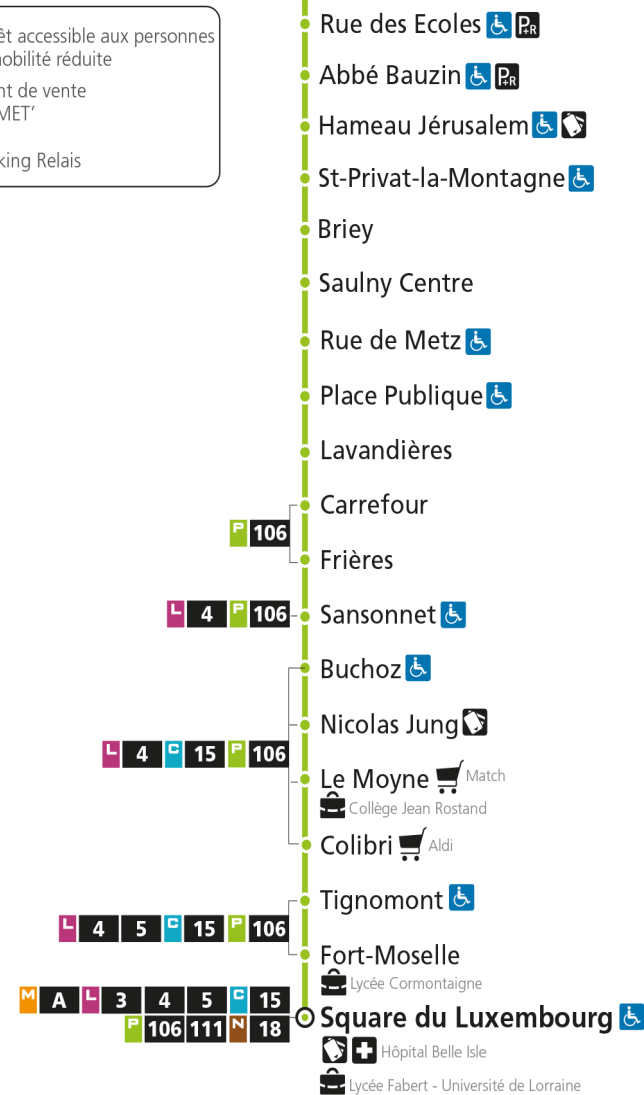 Rue des Ecoles P+R
êt accessible aux personnes
mobilité réduite
Abbé Bauzin P+R
nt de vente
MET'
Hameau Jérusalem
king Relais
St-Privat-la-Montagne
Briey
Saulny Centre
Rue de Metz
Place Publique
Lavandières
Carrefour
P 106
Frières
L 4 P 106 Sansonnet
Buchoz
Nicolas Jung
L 4 C 15 P 106
Le Moyne Match
Collège Jean Rostand
Colibri Aldi
Tignomont
L 4 5 C 15 P 106
Fort-Moselle
Lycée Cormontaigne
M A L 3 4 5 C 15
P 106 111 N 18
Square du Luxembourg
Hôpital Belle Isle
Lycée Fabert - Université de Lorraine